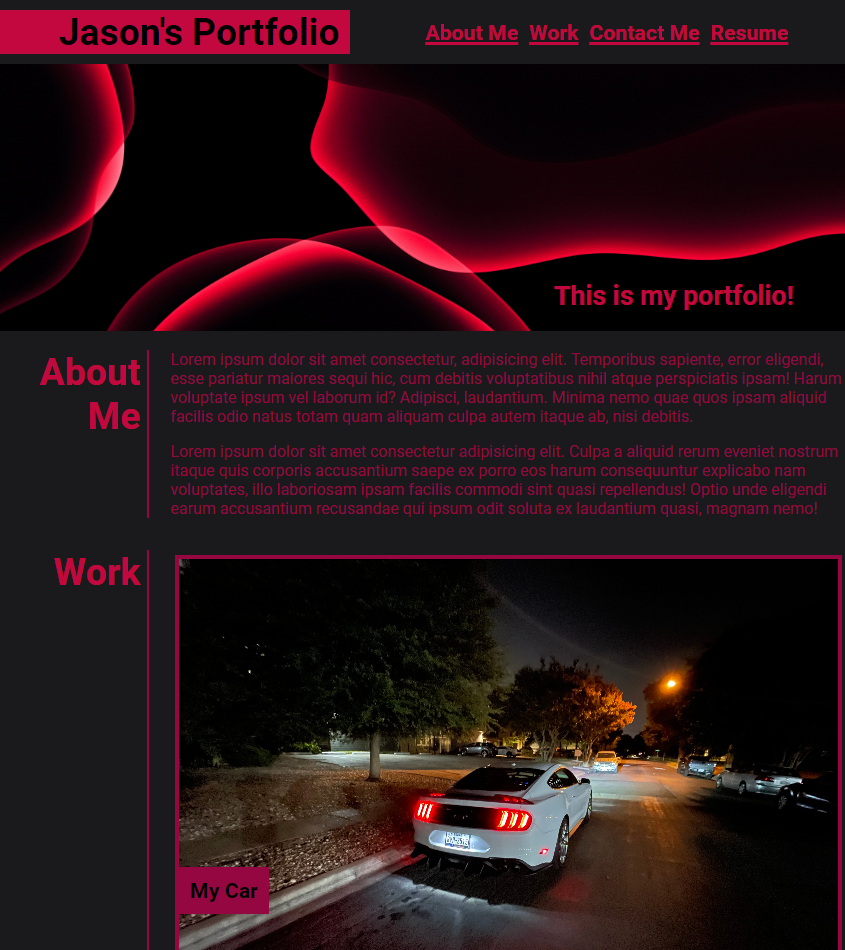 Jason's Portfolio
About Me Work Contact Me Resume
This is my portfolio!
About
Me
Lorem ipsum dolor sit amet consectetur, adipisicing elit. Temporibus sapiente, error eligendi,
esse pariatur maiores sequi hic, cum debitis voluptatibus nihil atque perspiciatis ipsam! Harum
voluptate ipsum vel laborum id? Adipisci, laudantium. Minima nemo quae quos ipsam aliquid
facilis odio natus totam quam aliquam culpa autem itaque ab, nisi debitis.
Lorem ipsum dolor sit amet consectetur adipisicing elit. Culpa a aliquid rerum eveniet nostrum
itaque quis corporis accusantium saepe ex porro eos harum consequuntur explicabo nam
voluptates, illo laboriosam ipsam facilis commodi sint quasi repellendus! Optio unde eligendi
earum accusantium recusandae qui ipsum odit soluta ex laudantium quasi, magnam nemo!
Work
My Car